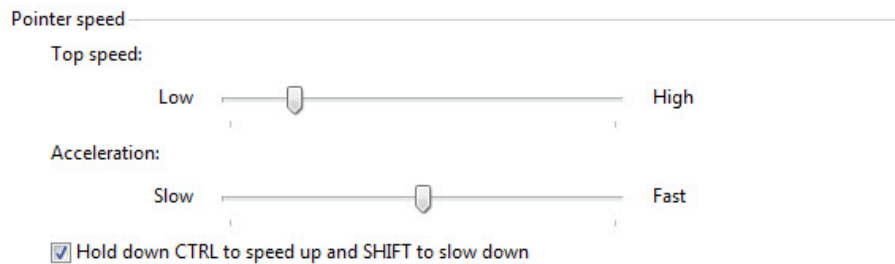 Pointer speed
Top speed:
Low High
Acceleration:
Slow Fast
Hold down CTRL to speed up and SHIFT to slow down